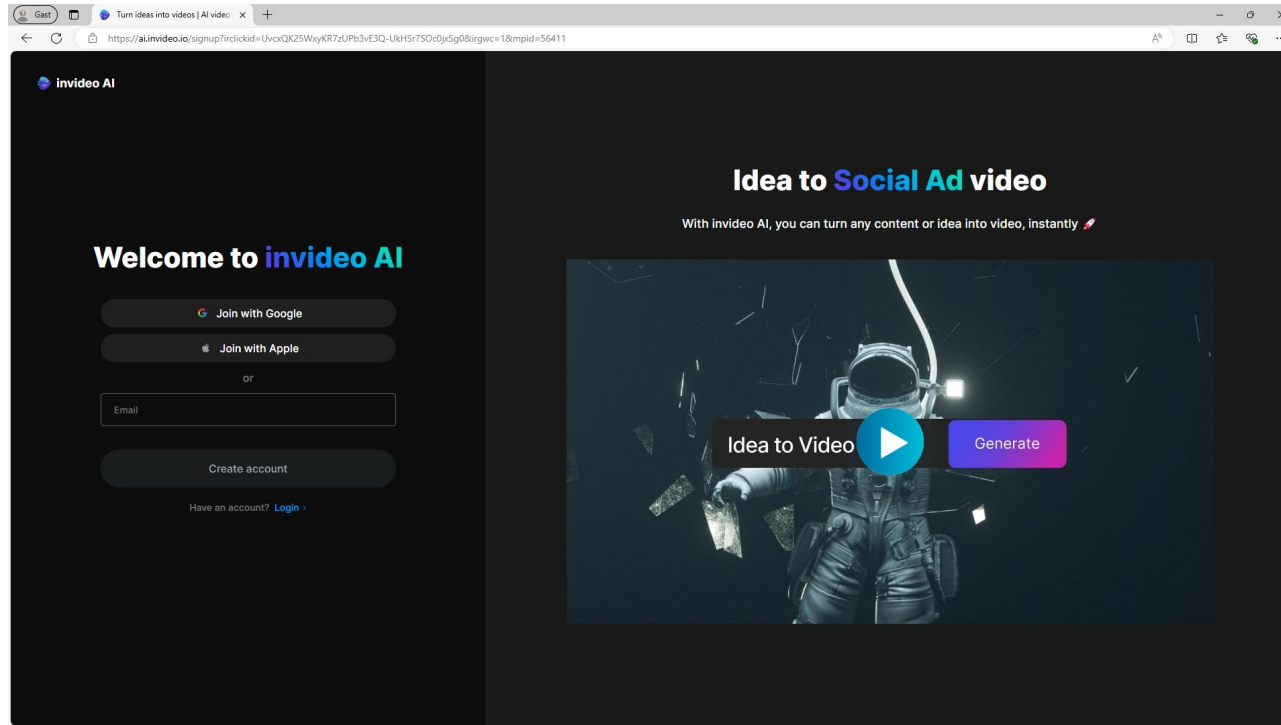 Gast
Turn ideas into videos | AI video
https://ai.invideo.io/signup?irclickid=UvcxQK25WxyKR7zUPb3vE3Q-UkHSr7SOc0jxSg0&irgwc=1&mpid=56411
invideo AI
Welcome to invideo AI
Join with Google
Join with Apple
or
Email
Create account
Have an account? Login ›
Idea to Social Ad video
With invideo AI, you can turn any content or idea into video, instantly 🚀
Idea to Video
Generate